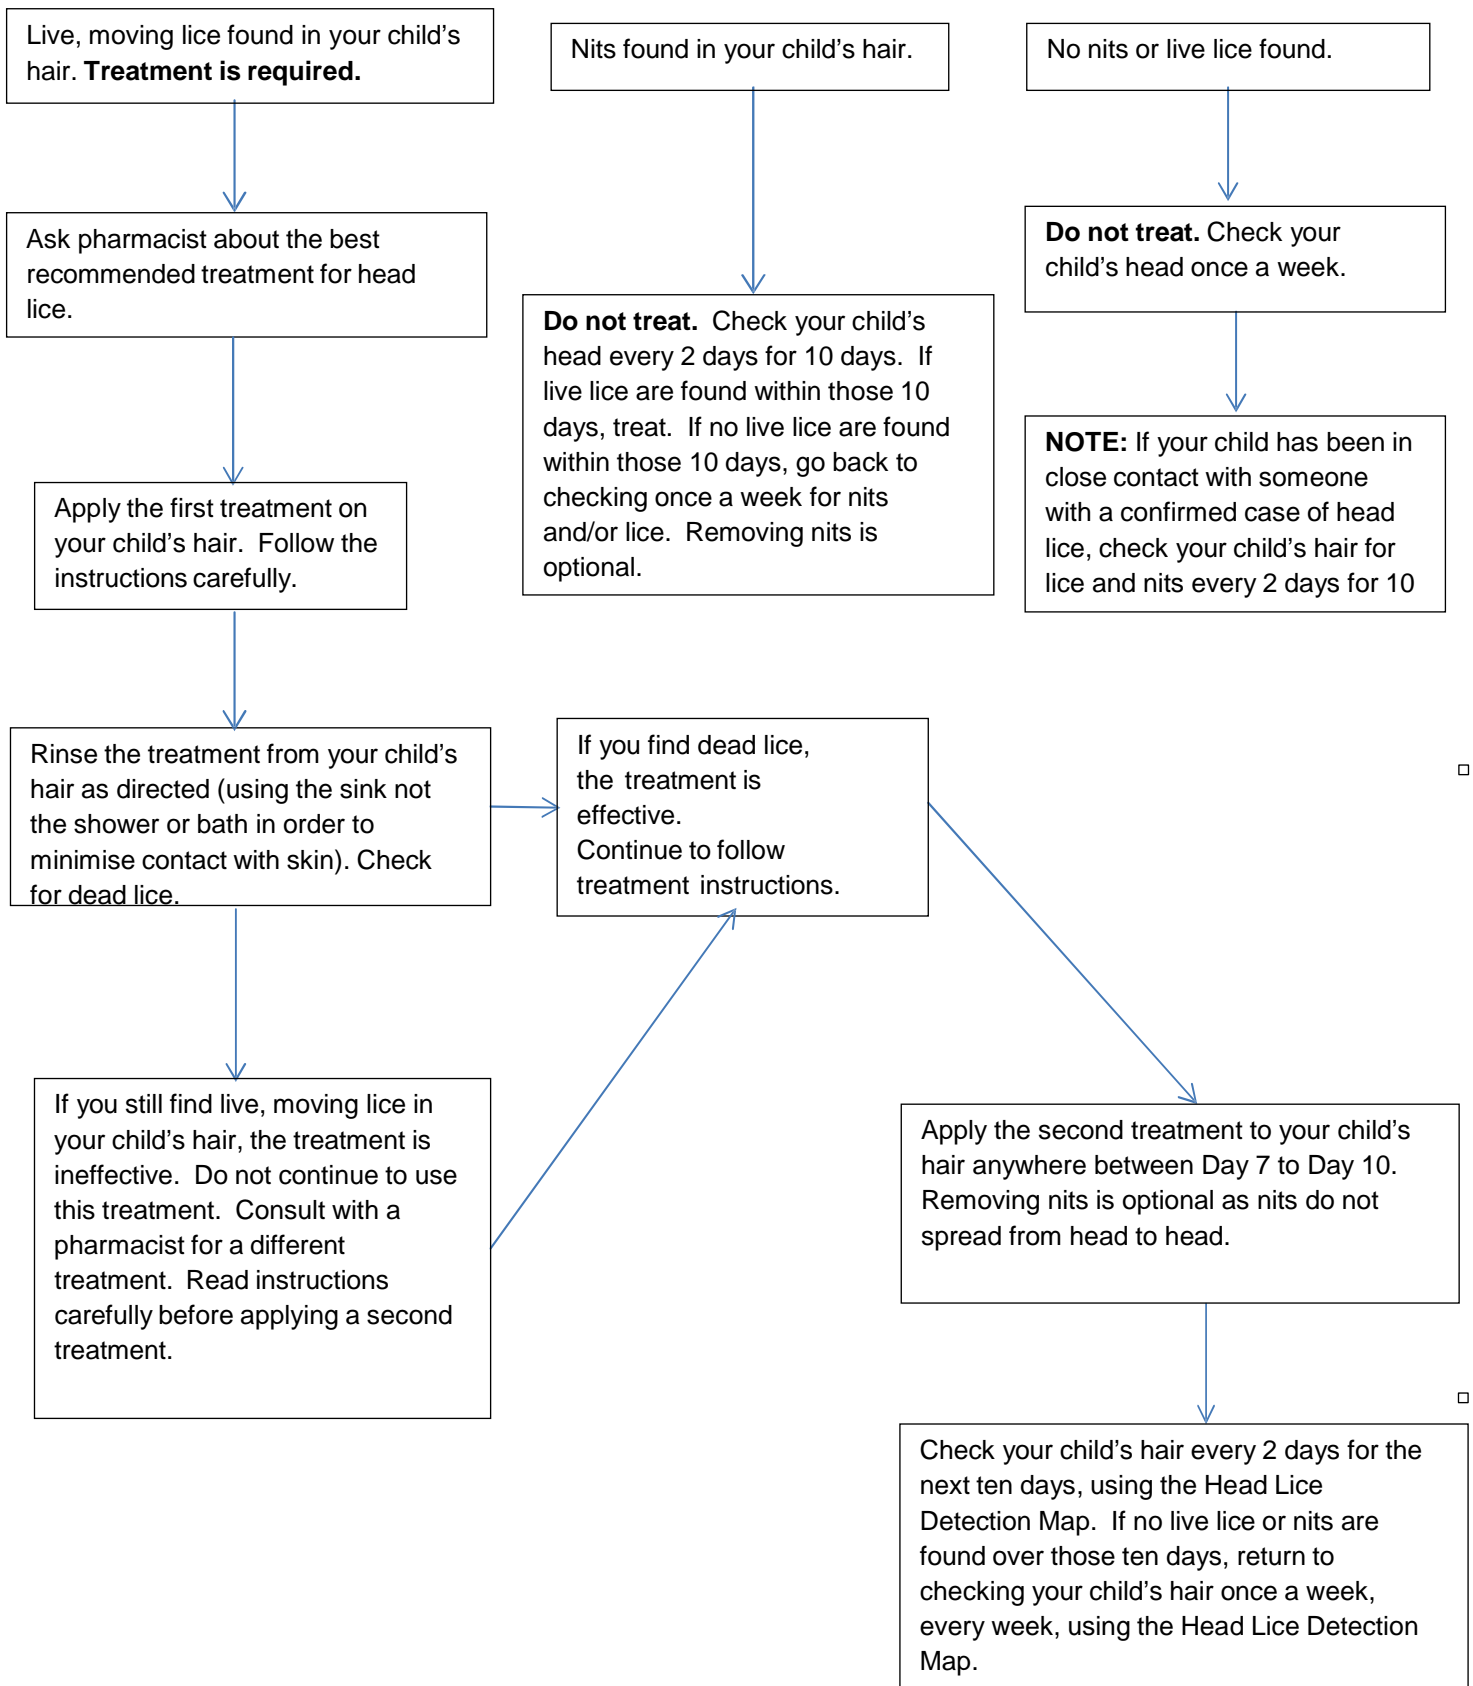 Live, moving lice found in your child's
hair. Treatment is required.
Nits found in your child's hair.
No nits or live lice found.
Ask pharmacist about the best
recommended treatment for head
lice.
Do not treat. Check your
child's head once a week.
Do not treat. Check your child's
head every 2 days for 10 days. If
live lice are found within those 10
days, treat. If no live lice are found
within those 10 days, go back to
checking once a week for nits
and/or lice. Removing nits is
optional.
NOTE: If your child has been in
close contact with someone
with a confirmed case of head
lice, check your child's hair for
lice and nits every 2 days for 10
Apply the first treatment on
your child's hair. Follow the
instructions carefully.
Rinse the treatment from your child's
hair as directed (using the sink not
the shower or bath in order to
minimise contact with skin). Check
for dead lice.
If you find dead lice,
the treatment is
effective.
Continue to follow
treatment instructions.
If you still find live, moving lice in
your child's hair, the treatment is
ineffective. Do not continue to use
this treatment. Consult with a
pharmacist for a different
treatment. Read instructions
carefully before applying a second
treatment.
Apply the second treatment to your child's
hair anywhere between Day 7 to Day 10.
Removing nits is optional as nits do not
spread from head to head.
Check your child's hair every 2 days for the
next ten days, using the Head Lice
Detection Map. If no live lice or nits are
found over those ten days, return to
checking your child's hair once a week,
every week, using the Head Lice Detection
Map.